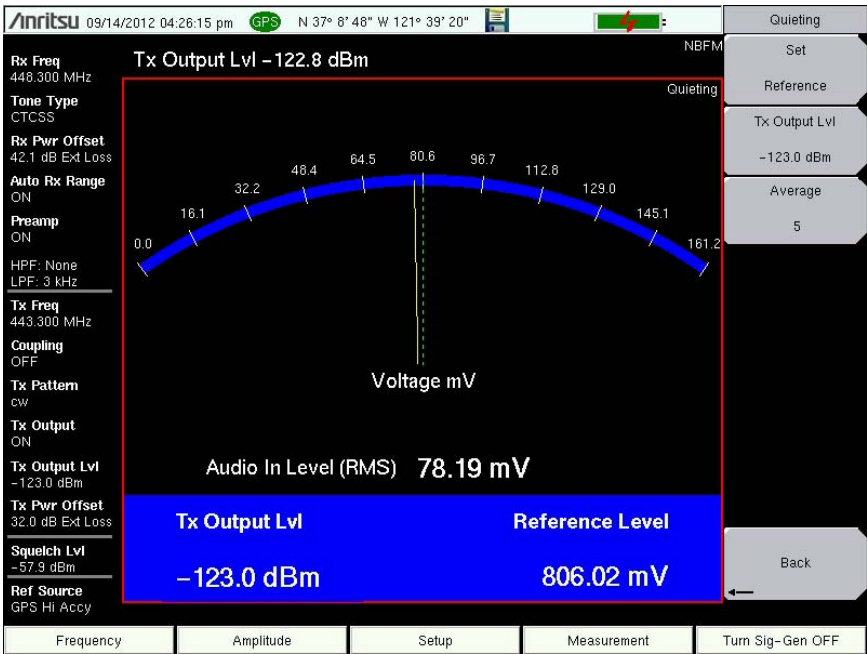 /Inritsu 09/14/2012 04:26:15 pm GPS N 37° 8' 48" W 121° 39' 20"
Quieting
Rx Freq
448.300 MHz
Tone Type
CTCSS
Rx Pwr Offset
42.1 dB Ext Loss
Auto Rx Range
ON
Preamp
ON
HPF: None
LPF: 3 kHz
Tx Freq
443.300 MHz
Coupling
OFF
Tx Pattern
cw
Tx Output
ON
Tx Output Lvl
-123.0 dBm
Tx Pwr Offset
32.0 dB Ext Loss
Squelch Lvl
-57.9 dBm
Ref Source
GPS Hi Accy
Tx Output Lvl -122.8 dBm
NBFM
Quieting
0.0 16.1 32.2 48.4 64.5 80.6 96.7 112.8 129.0 145.1 161.2
Voltage mV
Audio In Level (RMS) 78.19 mV
Tx Output Lvl Reference Level
-123.0 dBm 806.02 mV
Set
Reference
Tx Output Lvl
-123.0 dBm
Average
5
Back
Frequency Amplitude Setup Measurement Turn Sig-Gen OFF